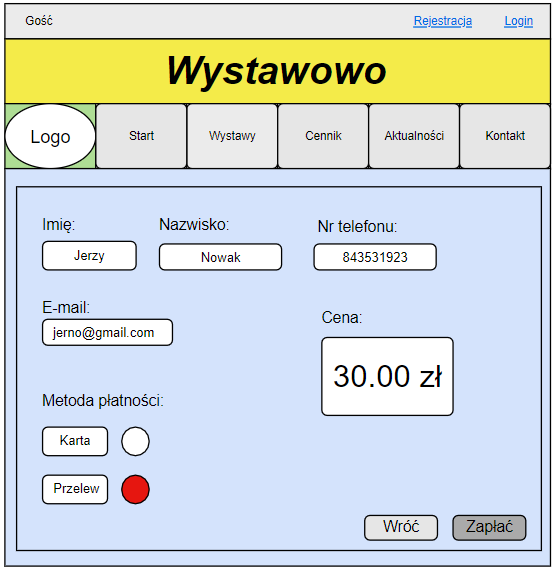 Gość Rejestracja Login
Wystawowo
Logo Start Wystawy Cennik Aktualności Kontakt
Imię: Nazwisko: Nr telefonu:
Jerzy Nowak 843531923
E-mail: Cena:
jerno@gmail.com
30.00 zł
Metoda płatności:
Karta
Przelew
Wróć Zapłać